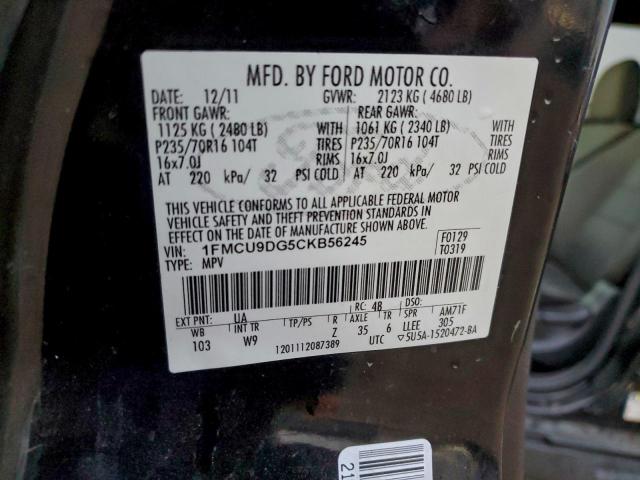 MFD. BY FORD MOTOR CO.
DATE: 12/11 GVWR: 2123 KG ( 4680 LB)
FRONT GAWR: REAR GAWR:
1125 KG ( 2480 LB) WITH 1061 KG ( 2340 LB) WITH
P235/70R16 104T TIRES P235/70R16 104T TIRES
16x7.0J RIMS 16x7.0J RIMS
AT 220 kPa/ 32 PSI COLD AT 220 kPa/ 32 PSI COLD
THIS VEHICLE CONFORMS TO ALL APPLICABLE FEDERAL MOTOR
VEHICLE SAFETY AND THEFT PREVENTION STANDARDS IN
EFFECT ON THE DATE OF MANUFACTURE SHOWN ABOVE.
VIN: 1FMCU9DG5CKB56245 F0129
TYPE: MPV T0319
EXT PNT: UA RC: 48 DSO:
WB INT TR TP/PS R AXLE TR SPR AM71F
103 W9 Z 35 6 LLEE 305
1201112087389 UTC ▽5U5A-1520472-BA
21